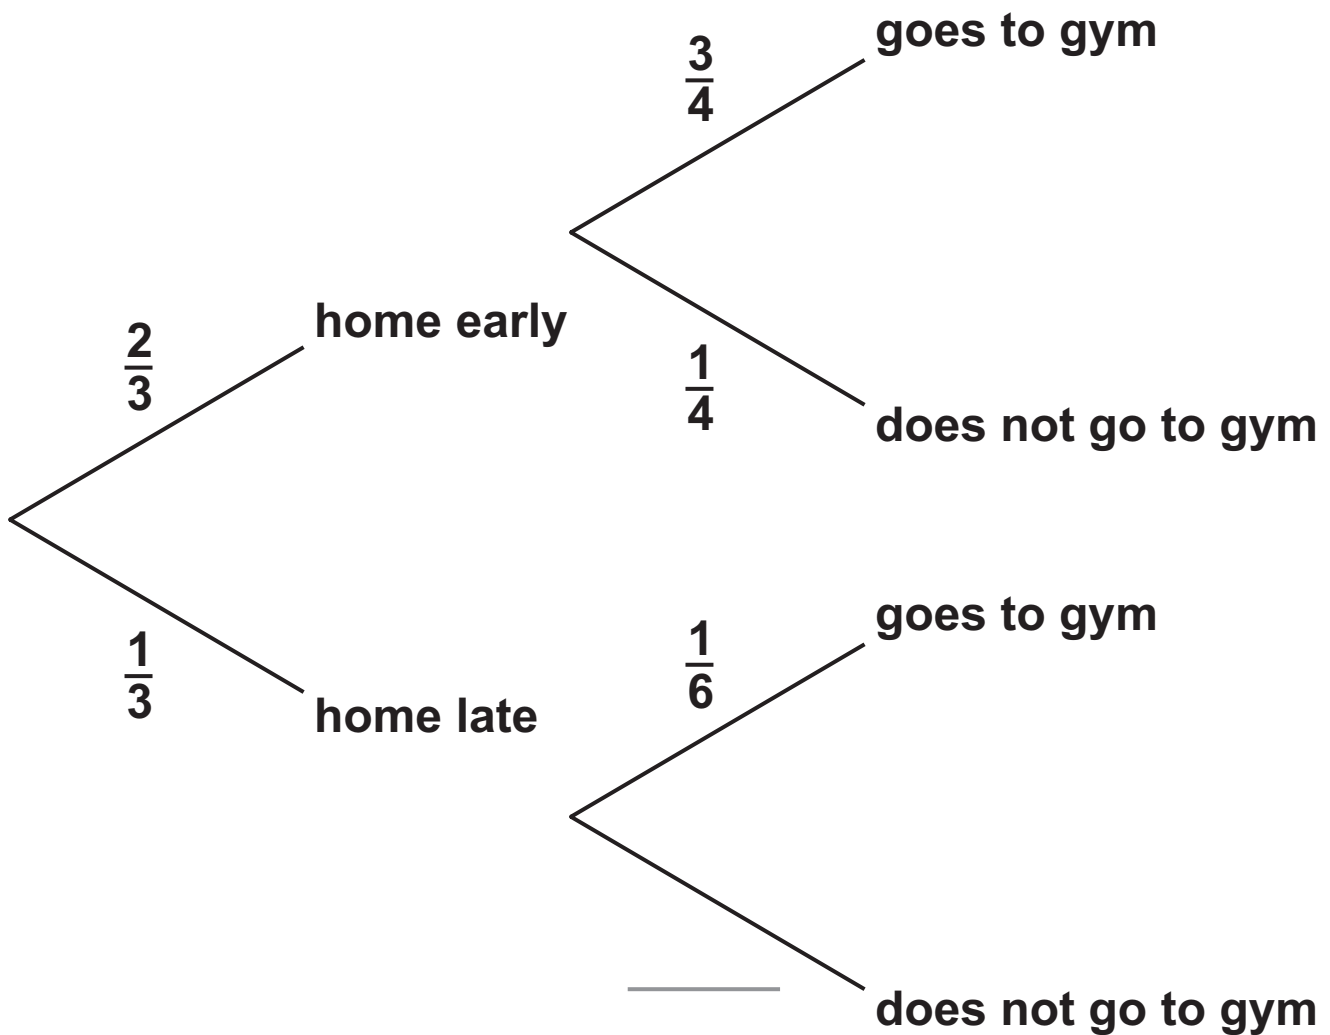 goes to gym
3/4
home early
2/3
1/4
does not go to gym
goes to gym
1/6
1/3
home late
does not go to gym